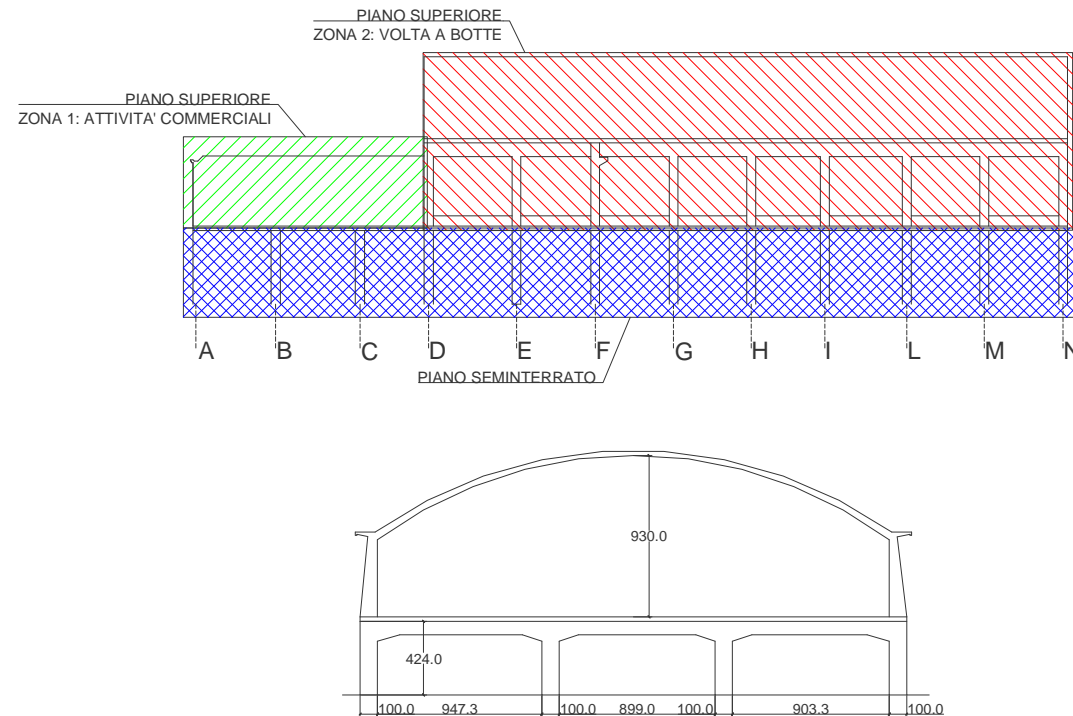 PIANO SUPERIORE
ZONA 2: VOLTA A BOTTE
PIANO SUPERIORE
ZONA 1: ATTIVITA' COMMERCIALI
A B C D E F G H I L M N
PIANO SEMINTERRATO
930.0
424.0
100.0 947.3 100.0 899.0 100.0 903.3 100.0